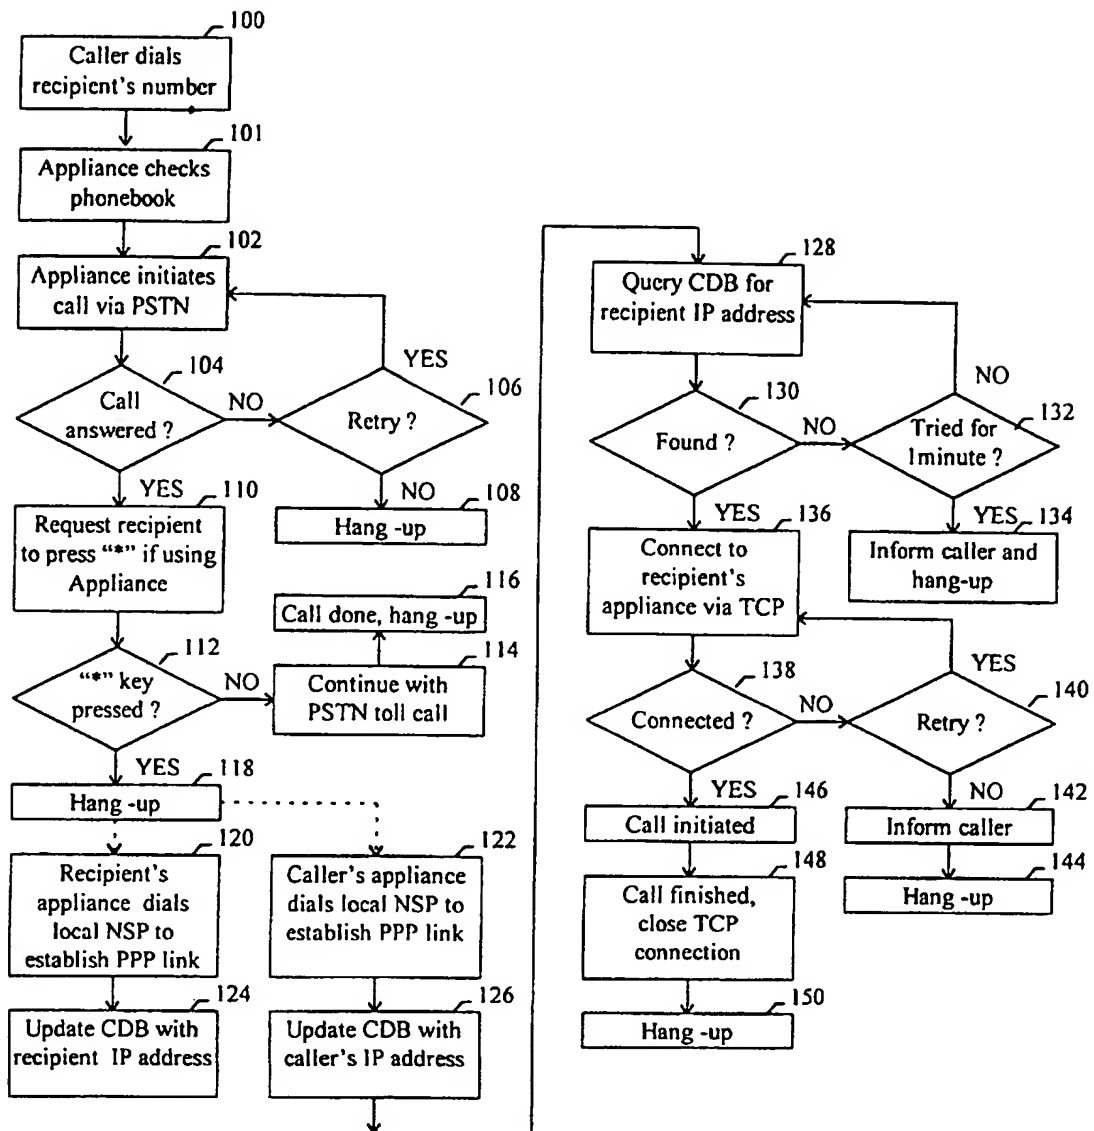 100
Caller dials
recipient's number
101
Appliance checks
phonebook
102
Appliance initiates
call via PSTN
104
Call
answered ?
NO
YES
106
Retry ?
YES
NO
108
Hang -up
110
Request recipient
to press “*” if using
Appliance
112
“*” key
pressed ?
NO
114
Continue with
PSTN toll call
116
Call done, hang -up
YES
118
Hang -up
120
Recipient's
appliance dials
local NSP to
establish PPP link
122
Caller's appliance
dials local NSP to
establish PPP link
124
Update CDB with
recipient IP address
126
Update CDB with
caller's IP address
128
Query CDB for
recipient IP address
130
Found ?
NO
132
Tried for
1minute ?
NO
YES
134
Inform caller and
hang-up
YES
136
Connect to
recipient's
appliance via TCP
138
Connected ?
NO
140
Retry ?
YES
NO
142
Inform caller
144
Hang -up
YES
146
Call initiated
148
Call finished,
close TCP
connection
150
Hang -up